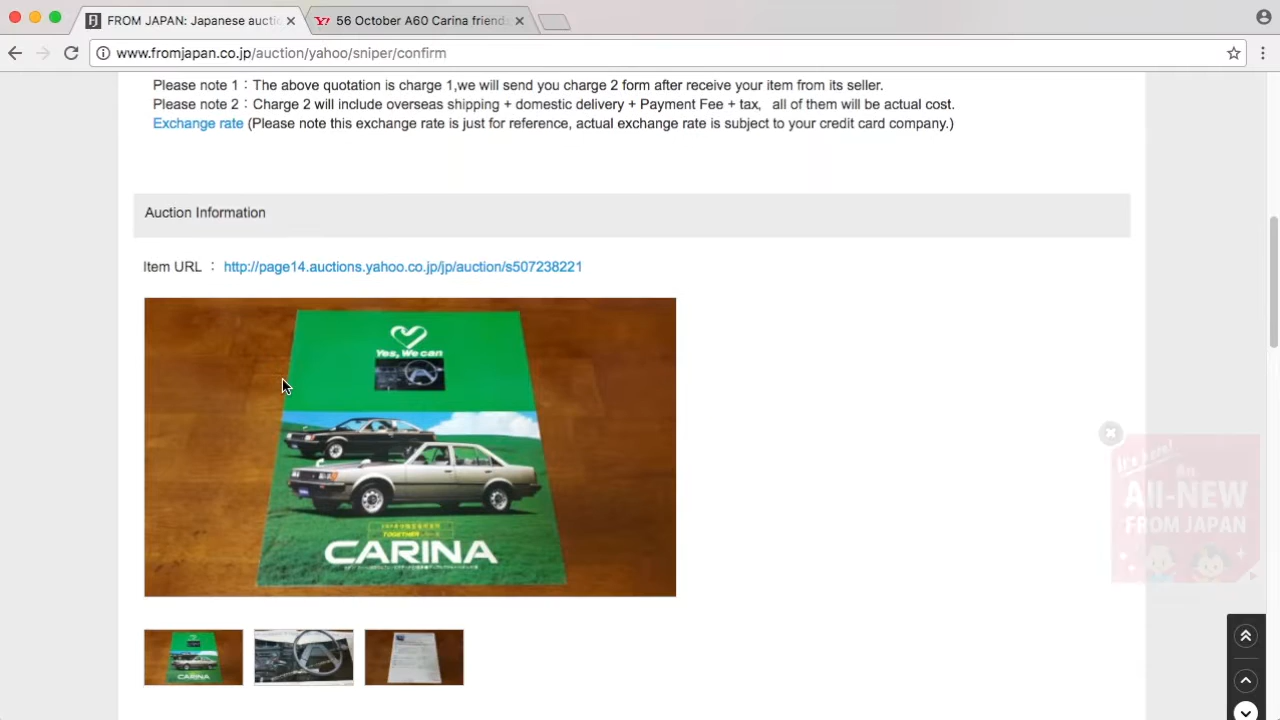 FROM JAPAN: Japanese aucti
56 October A60 Carina friend
www.fromjapan.co.jp/auction/yahoo/sniper/confirm
Please note 1：The above quotation is charge 1,we will send you charge 2 form after receive your item from its seller.
Please note 2：Charge 2 will include overseas shipping + domestic delivery + Payment Fee + tax, all of them will be actual cost.
Exchange rate (Please note this exchange rate is just for reference, actual exchange rate is subject to your credit card company.)
Auction Information
Item URL ： http://page14.auctions.yahoo.co.jp/jp/auction/s507238221
Yes, We can
TOGETHER
CARINA
It's here!
All-NEW
FROM JAPAN
CARINA